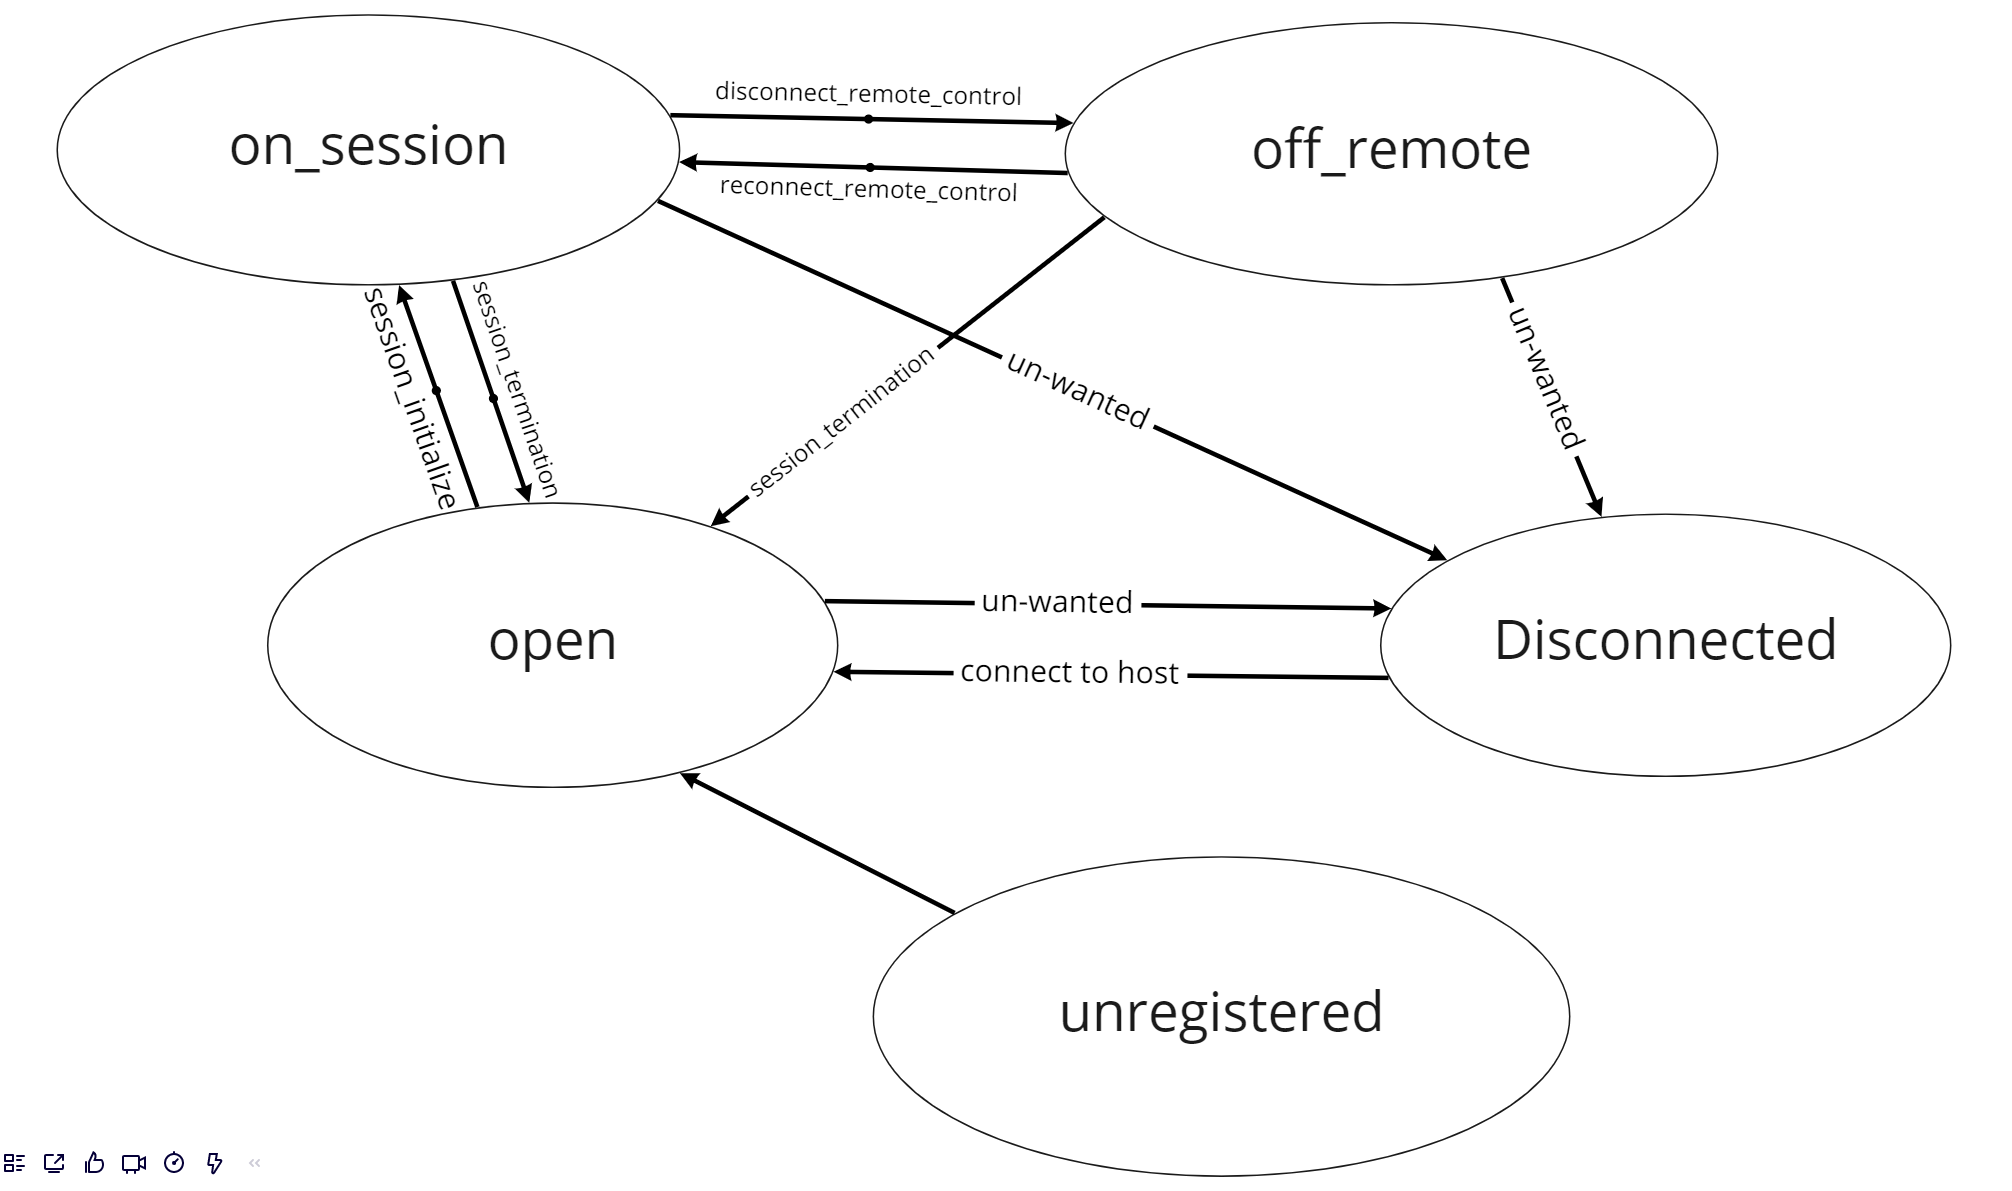 disconnect_remote_control
on_session
off_remote
reconnect_remote_control
session_initialize
session_termination
session_termination
un-wanted
un-wanted
un-wanted
open
Disconnected
connect to host
unregistered